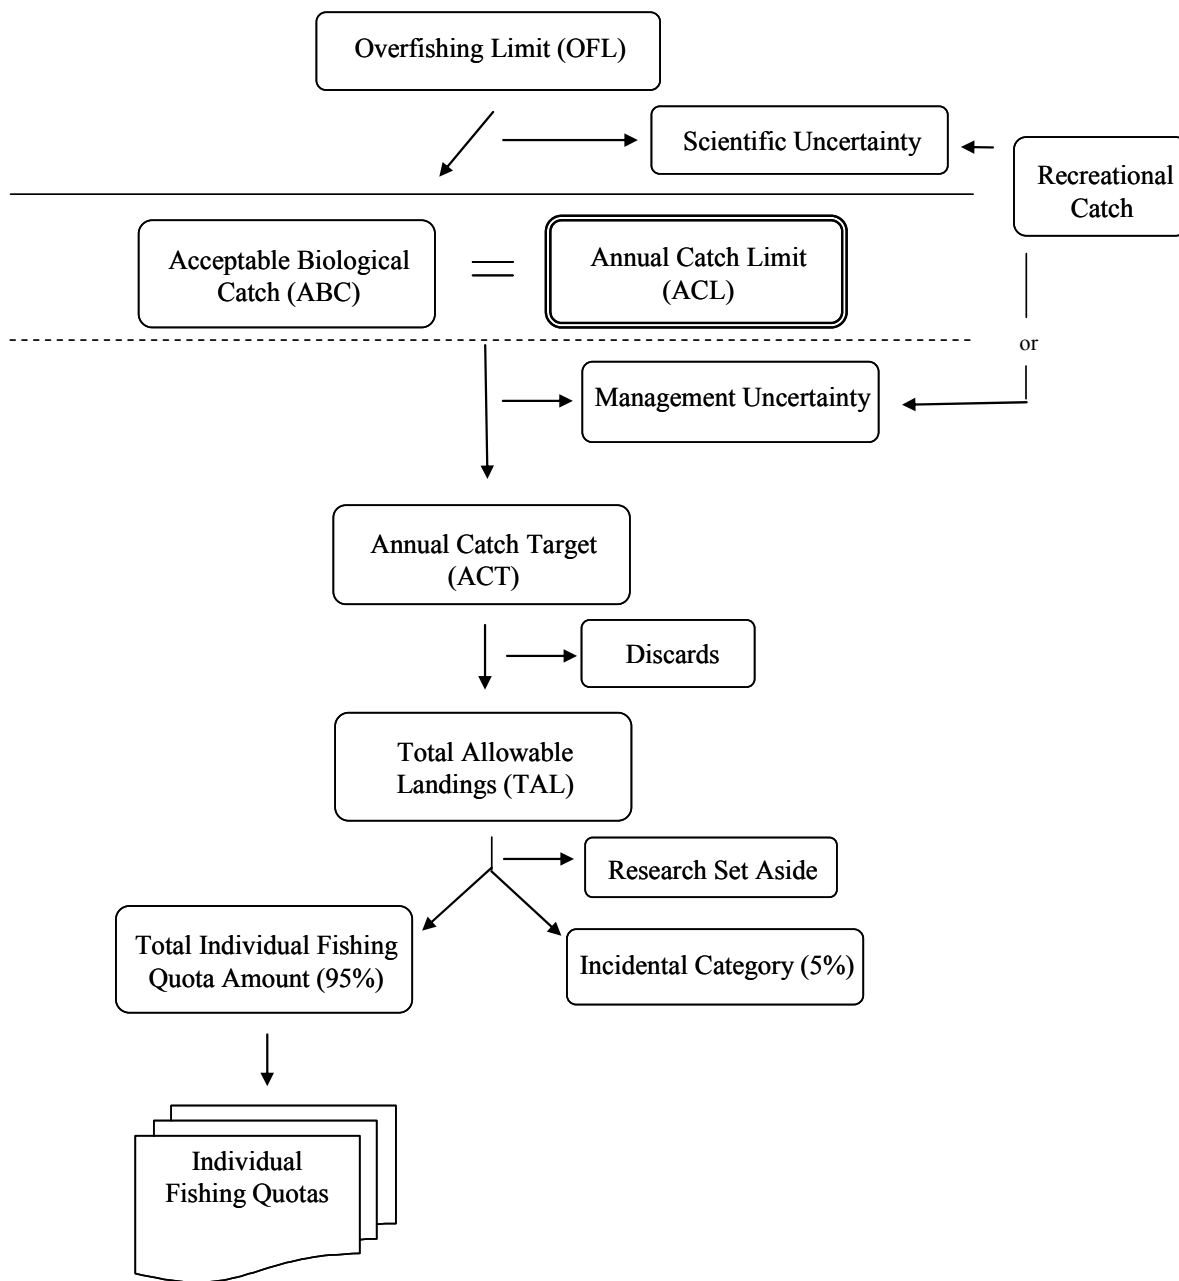 Overfishing Limit (OFL)
Scientific Uncertainty
Recreational
Catch
Acceptable Biological
Catch (ABC)
Annual Catch Limit
(ACL)
or
Management Uncertainty
Annual Catch Target
(ACT)
Discards
Total Allowable
Landings (TAL)
Research Set Aside
Total Individual Fishing
Quota Amount (95%)
Incidental Category (5%)
Individual
Fishing Quotas